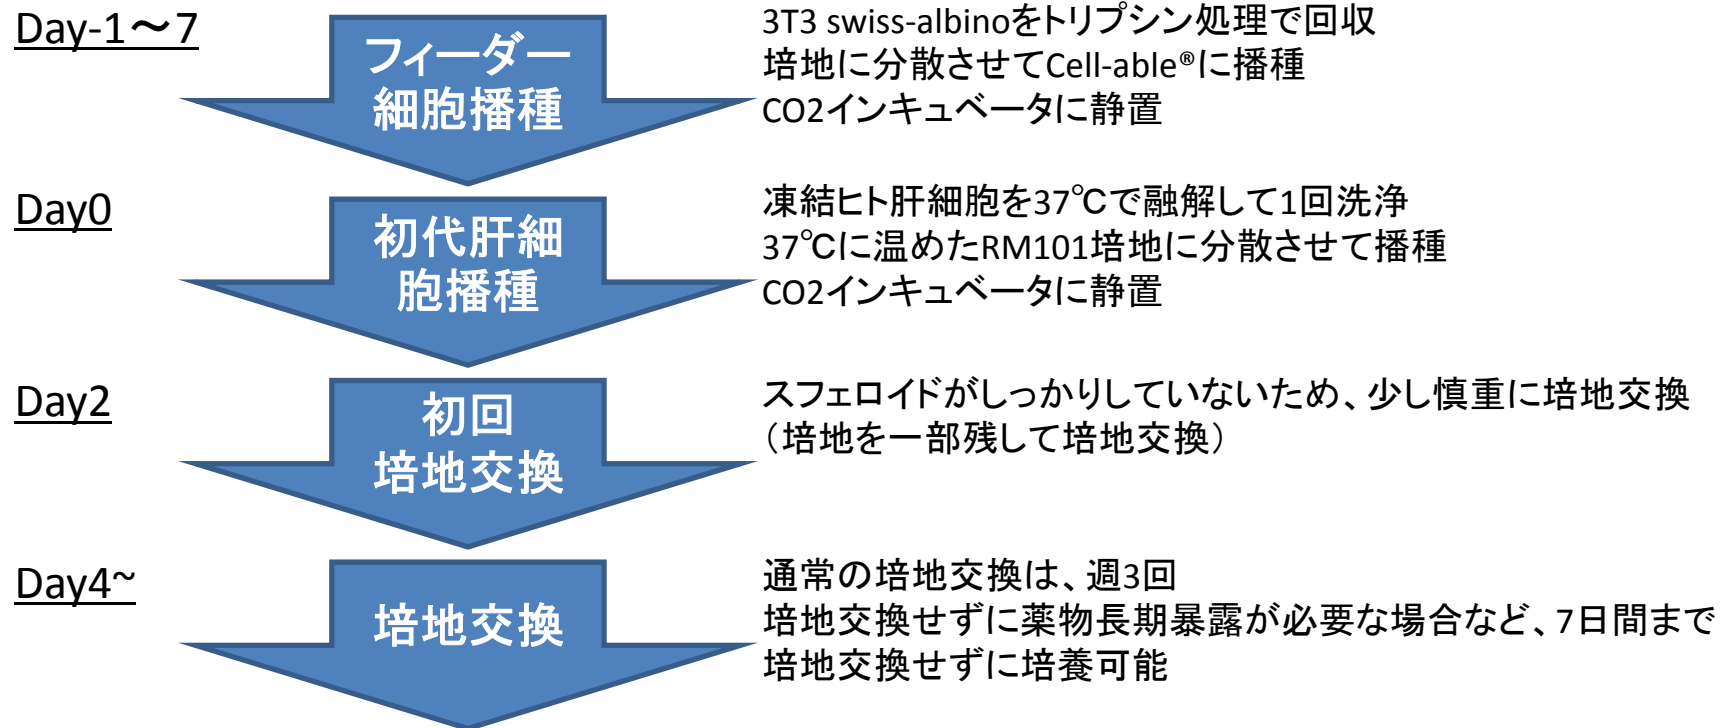 Day-1～7
フィーダー
細胞播種
3T3 swiss-albinoをトリプシン処理で回収
培地に分散させてCell-able®に播種
CO2インキュベータに静置
Day0
初代肝細
胞播種
凍結ヒト肝細胞を37℃で融解して1回洗浄
37℃に温めたRM101培地に分散させて播種
CO2インキュベータに静置
Day2
初回
培地交換
スフェロイドがしっかりしていないため、少し慎重に培地交換
（培地を一部残して培地交換）
Day4~
培地交換
通常の培地交換は、週3回
培地交換せずに薬物長期暴露が必要な場合など、7日間まで
培地交換せずに培養可能